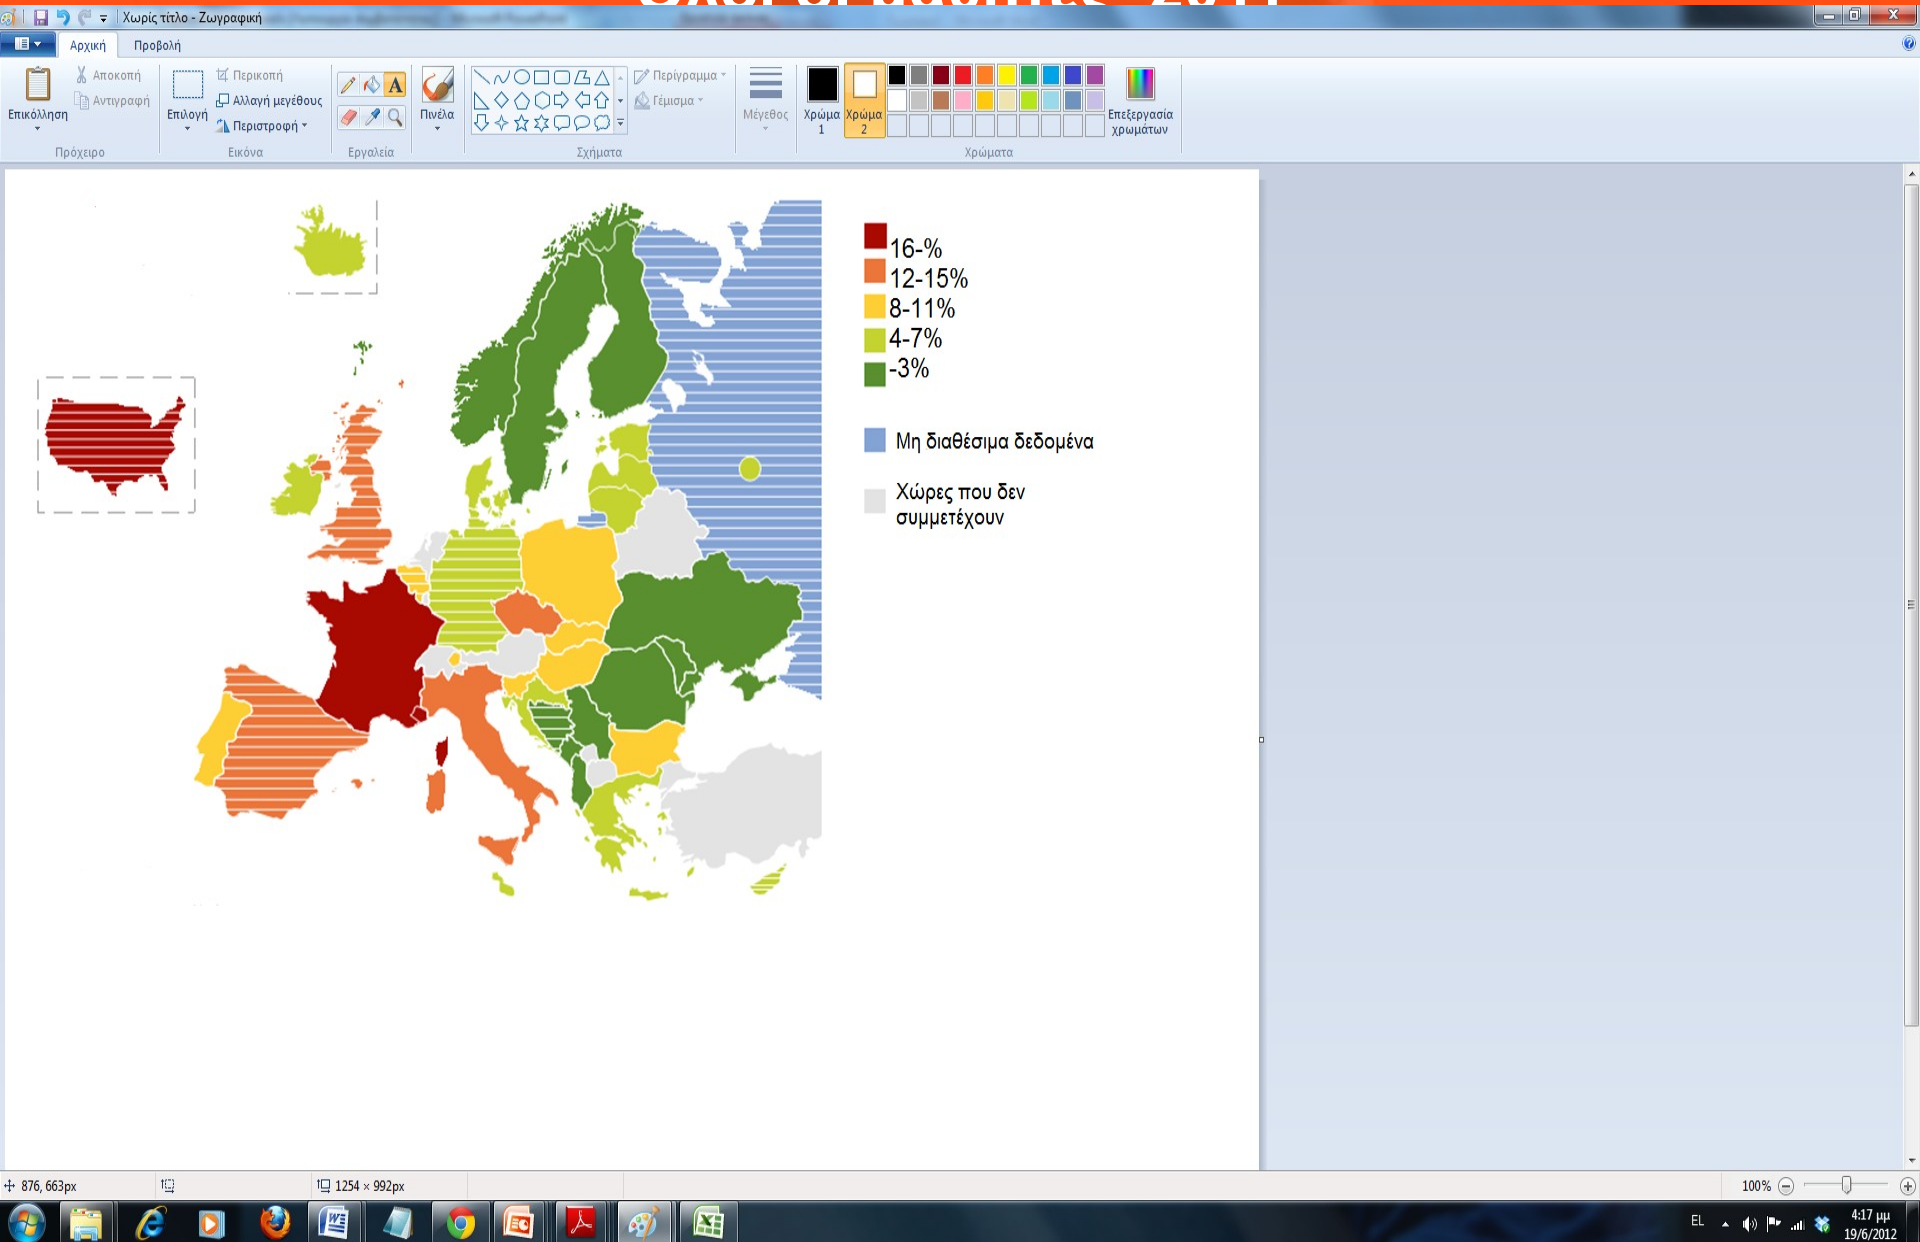 Χωρίς τίτλο - Ζωγραφική
Αρχική Προβολή
Επικόλληση
Αποκοπή
Αντιγραφή
Πρόχειρο
Επιλογή
Περικοπή
Αλλαγή μεγέθους
Περιστροφή
Εικόνα
A
Εργαλεία
Πινέλα
Περίγραμμα
Γέμισμα
Σχήματα
Μέγεθος
Χρώμα
1
Χρώμα
2
Επεξεργασία
χρωμάτων
Χρώματα
16-%
12-15%
8-11%
4-7%
-3%
Μη διαθέσιμα δεδομένα
Χώρες που δεν
συμμετέχουν
876, 663px
1254 × 992px
100%
EL
4:17 μμ
19/6/2012